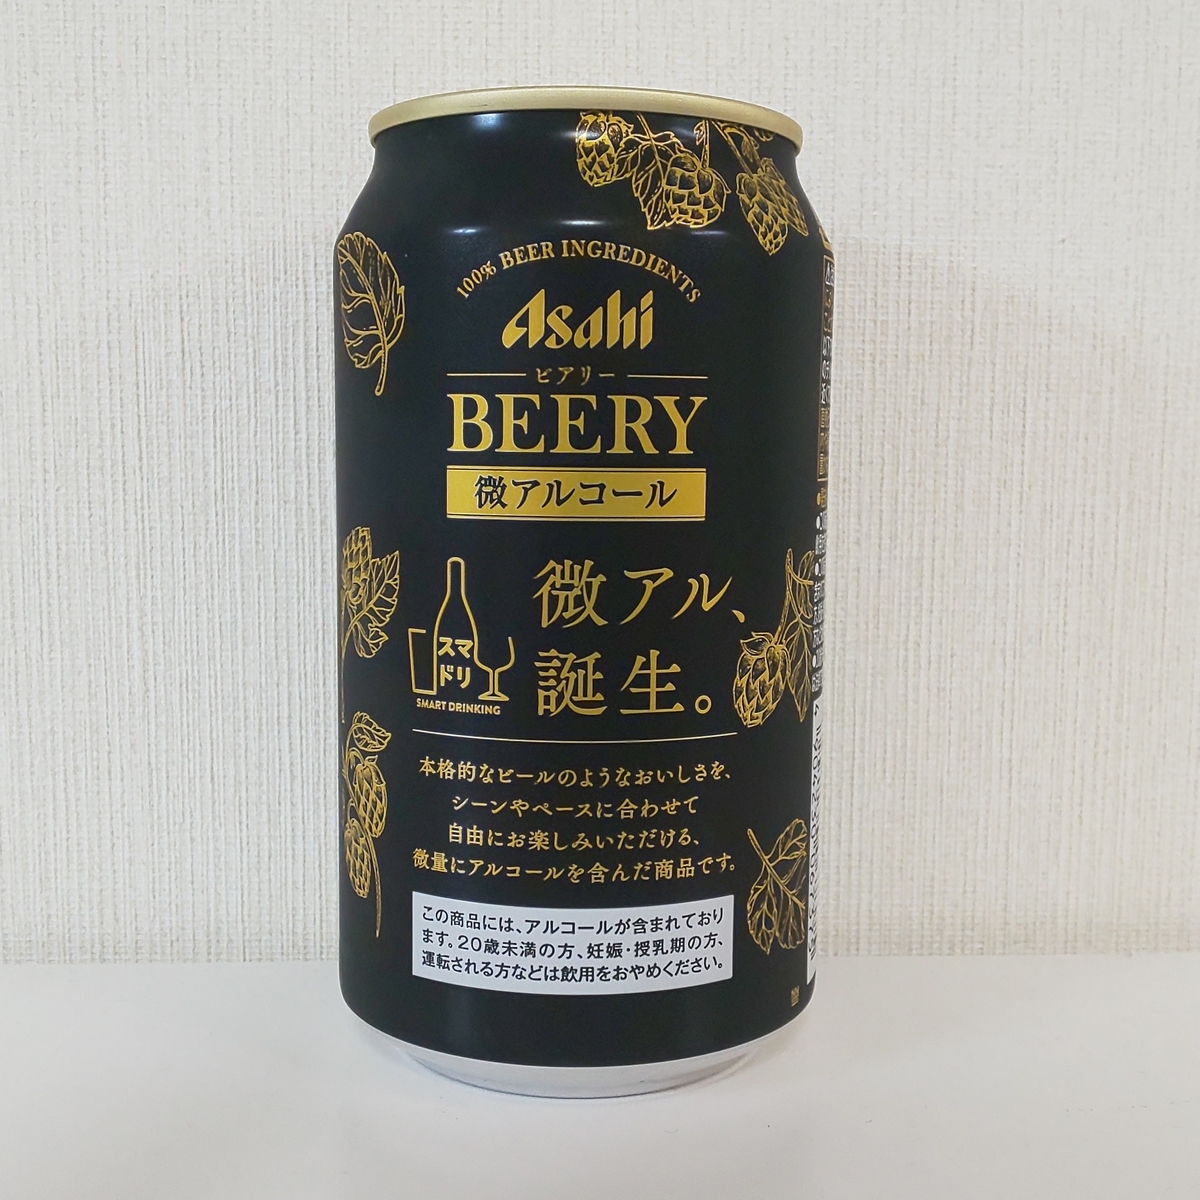 100% BEER INGREDIENTS
Asahi
ビアリー
BEERY
微アルコール
微アル、
誕生。
スマ
ドリ
SMART DRINKING
本格的なビールのようなおいしさを、
シーンやペースに合わせて
自由にお楽しみいただける、
微量にアルコールを含んだ商品です。
この商品には、アルコールが含まれており
ます。20歳未満の方、妊娠・授乳期の方、
運転される方などは飲用をおやめください。